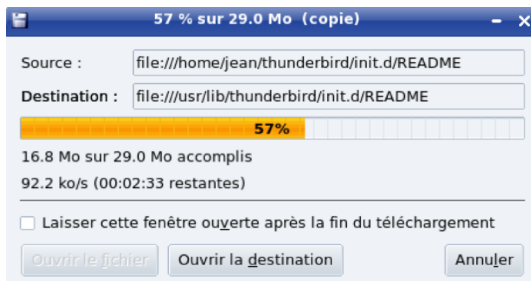 57 % sur 29.0 Mo (copie)
Source : file:///home/jean/thunderbird/init.d/README
Destination : file:///usr/lib/thunderbird/init.d/README
57%
16.8 Mo sur 29.0 Mo accomplis
92.2 ko/s (00:02:33 restantes)
Laisser cette fenêtre ouverte après la fin du téléchargement
Ouvrir le fichier Ouvrir la destination Annuler